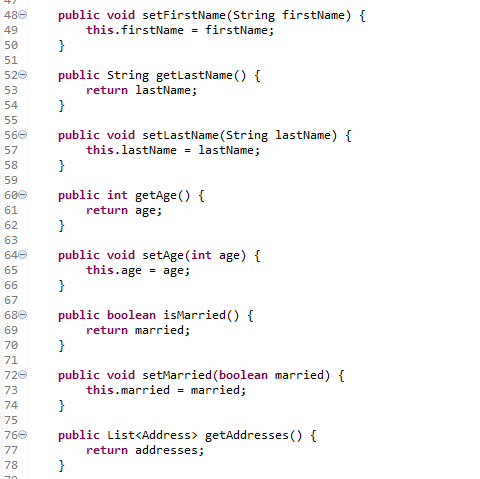 48 public void setFirstName(String firstName) {
49 this.firstName = firstName;
50 }
51
52 public String getLastName() {
53 return lastName;
54 }
55
56 public void setLastName(String lastName) {
57 this.lastName = lastName;
58 }
59
60 public int getAge() {
61 return age;
62 }
63
64 public void setAge(int age) {
65 this.age = age;
66 }
67
68 public boolean isMarried() {
69 return married;
70 }
71
72 public void setMarried(boolean married) {
73 this.married = married;
74 }
75
76 public List<Address> getAddresses() {
77 return addresses;
78 }